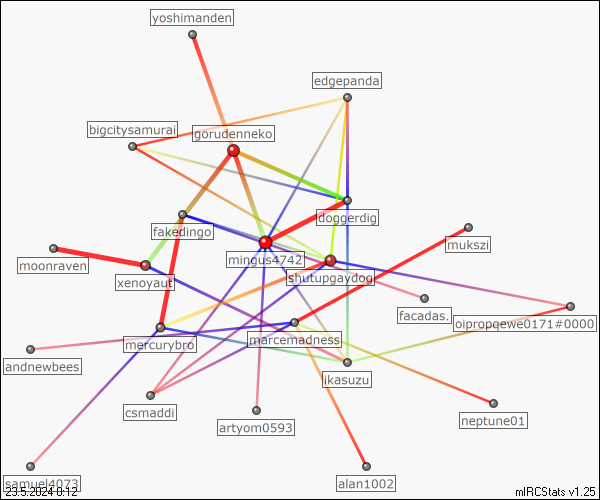 yoshimanden
edgepanda
bigcitysamurai
gorudenneko
doggerdig
fakedingo
mukszi
mingus4742
moonraven
shutupgaydog
xenoyaut
facadas.
oipropqewe0171#0000
mercurybro
marcemadness
andnewbees
ikasuzu
csmaddi
neptune01
artyom0593
samuel4073
alan1002
23.5.2024 0:12
mIRCStats v1.25